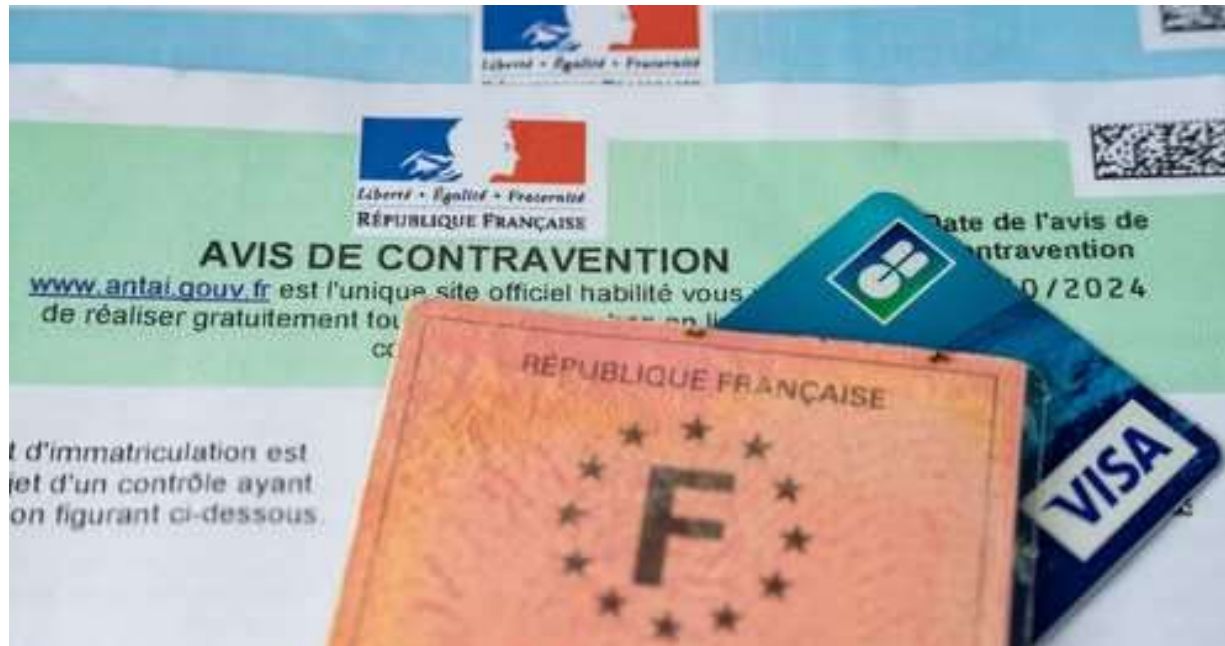 Liberté • Égalité • Fraternité
Liberté • Égalité • Fraternité
RÉPUBLIQUE FRANÇAISE
AVIS DE CONTRAVENTION
www.antai.gouv.fr est l'unique site officiel habilité vous
de réaliser gratuitement
Date de l'avis de
contravention
0/2024
CB
RÉPUBLIQUE FRANÇAISE
F
VISA
t d'immatriculation est
jet d'un contrôle ayant
on figurant ci-dessous